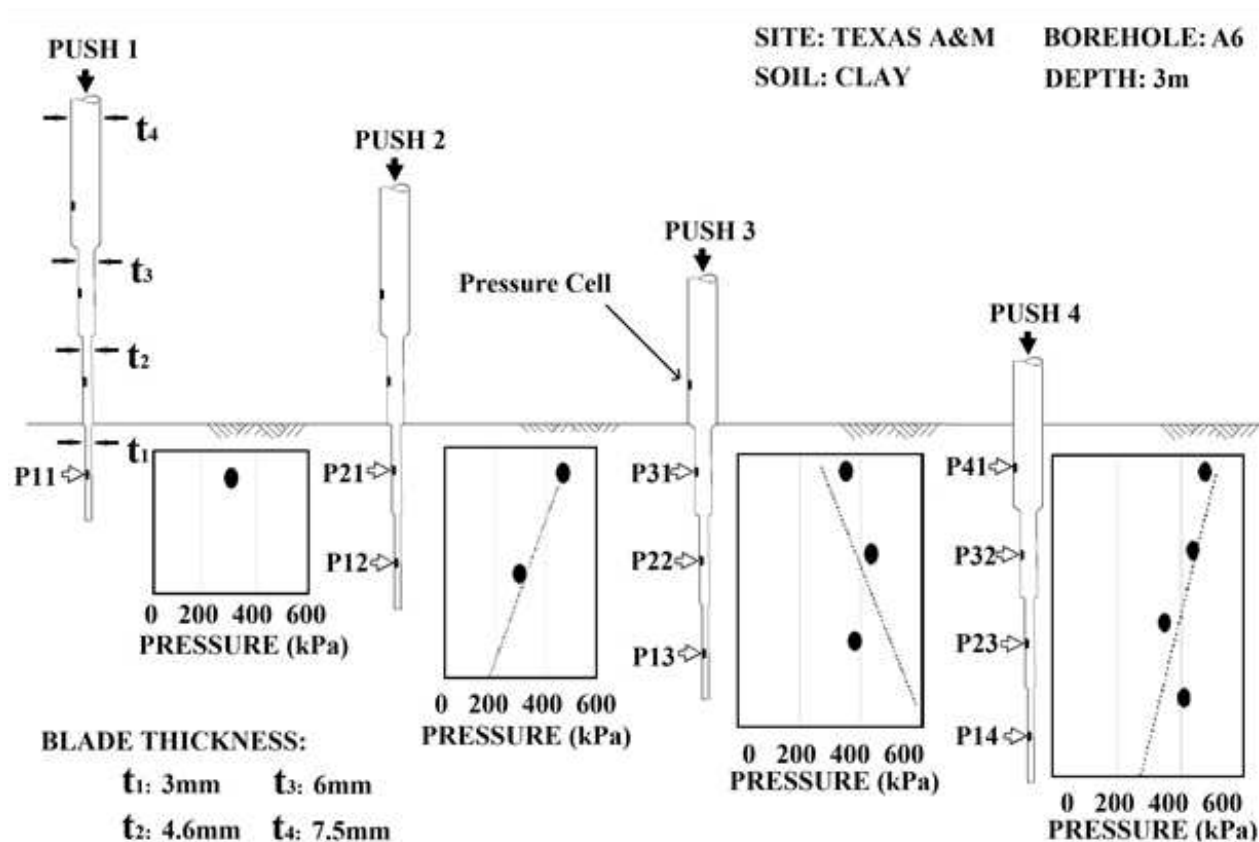 SITE: TEXAS A&M BOREHOLE: A6
SOIL: CLAY DEPTH: 3m
PUSH 1
t4
t3
t2
t1
P11
0 200 400 600
PRESSURE (kPa)
PUSH 2
P21
P12
0 200 400 600
PRESSURE (kPa)
PUSH 3
Pressure Cell
P31
P22
P13
0 200 400 600
PRESSURE (kPa)
PUSH 4
P41
P32
P23
P14
0 200 400 600
PRESSURE (kPa)
BLADE THICKNESS:
t1: 3mm t3: 6mm
t2: 4.6mm t4: 7.5mm